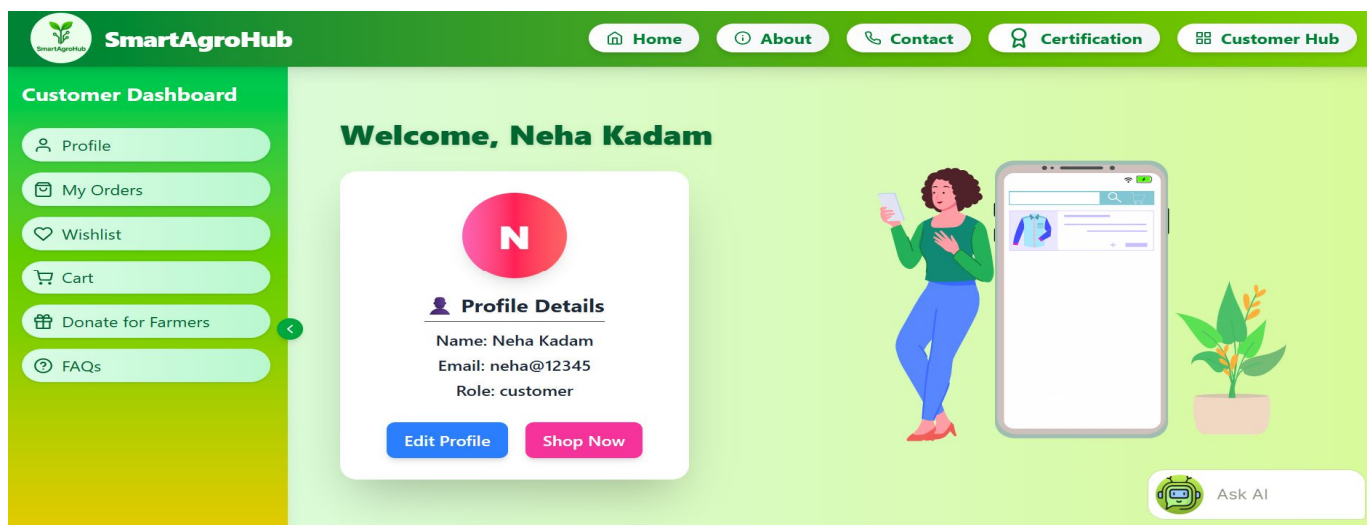 SmartAgroHub
SmartAgroHub
Home
About
Contact
Certification
Customer Hub
Customer Dashboard
Profile
My Orders
Wishlist
Cart
Donate for Farmers
FAQs
Welcome, Neha Kadam
N
Profile Details
Name: Neha Kadam
Email: neha@12345
Role: customer
Edit Profile
Shop Now
Ask AI